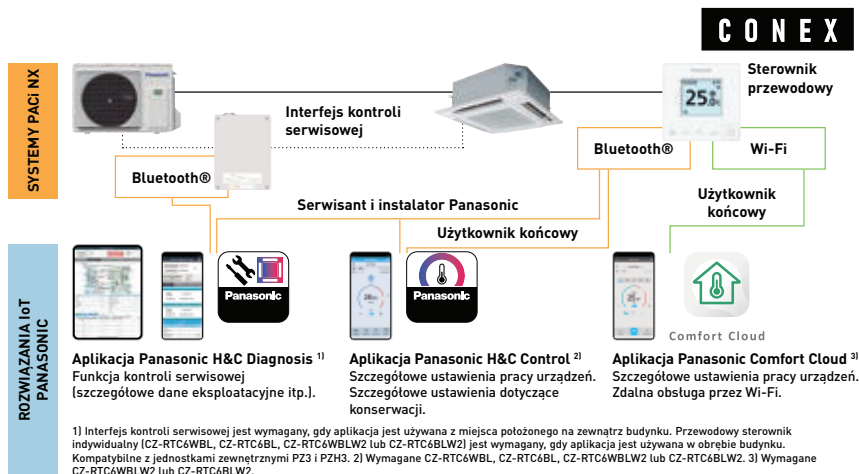 CONEX
SYSTEMY PACi NX
Panasonic
Interfejs kontroli
serwisowej
Sterownik
przewodowy
25.0
Bluetooth®
Bluetooth®
Wi-Fi
Serwisant i instalator Panasonic
Użytkownik końcowy
Użytkownik
końcowy
ROZWIĄZANIA IoT
PANASONIC
Panasonic
Panasonic
Comfort Cloud
Aplikacja Panasonic H&C Diagnosis 1)
Funkcja kontroli serwisowej
(szczegółowe dane eksploatacyjne itp.).
Aplikacja Panasonic H&C Control 2)
Szczegółowe ustawienia pracy urządzeń.
Szczegółowe ustawienia dotyczące
konserwacji.
Aplikacja Panasonic Comfort Cloud 3)
Szczegółowe ustawienia pracy urządzeń.
Zdalna obsługa przez Wi-Fi.
1) Interfejs kontroli serwisowej jest wymagany, gdy aplikacja jest używana z miejsca położonego na zewnątrz budynku. Przewodowy sterownik
indywidualny (CZ-RTC6WBL, CZ-RTC6BL, CZ-RTC6WBLW2 lub CZ-RTC6BLW2) jest wymagany, gdy aplikacja jest używana w obrębie budynku.
Kompatybilne z jednostkami zewnętrznymi PZ3 i PZH3. 2) Wymagane CZ-RTC6WBL, CZ-RTC6BL, CZ-RTC6WBLW2 lub CZ-RTC6BLW2. 3) Wymagane
CZ-RTC6WBLW2 lub CZ-RTC6BLW2.